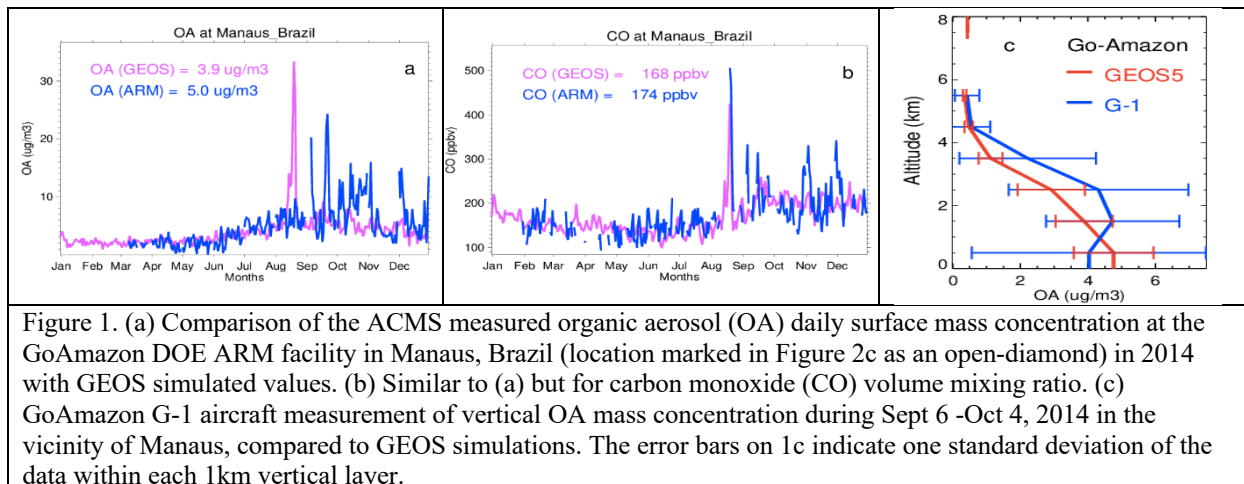 OA at Manaus_Brazil
a
OA (GEOS) = 3.9 ug/m3
OA (ARM) = 5.0 ug/m3
OA (ug/m3)
30
20
10
Jan Feb Mar Apr May Jun Jul Aug Sep Oct Nov Dec
Months
CO at Manaus_Brazil
b
CO (GEOS) = 168 ppbv
CO (ARM) = 174 ppbv
CO (ppbv)
500
400
300
200
100
Jan Feb Mar Apr May Jun Jul Aug Sep Oct Nov Dec
Months
c
Go-Amazon
GEOS5
G-1
Altitude (km)
8
6
4
2
0
0 2 4 6
OA (ug/m3)
Figure 1. (a) Comparison of the ACMS measured organic aerosol (OA) daily surface mass concentration at the
GoAmazon DOE ARM facility in Manaus, Brazil (location marked in Figure 2c as an open-diamond) in 2014
with GEOS simulated values. (b) Similar to (a) but for carbon monoxide (CO) volume mixing ratio. (c)
GoAmazon G-1 aircraft measurement of vertical OA mass concentration during Sept 6 -Oct 4, 2014 in the
vicinity of Manaus, compared to GEOS simulations. The error bars on 1c indicate one standard deviation of the
data within each 1km vertical laver.